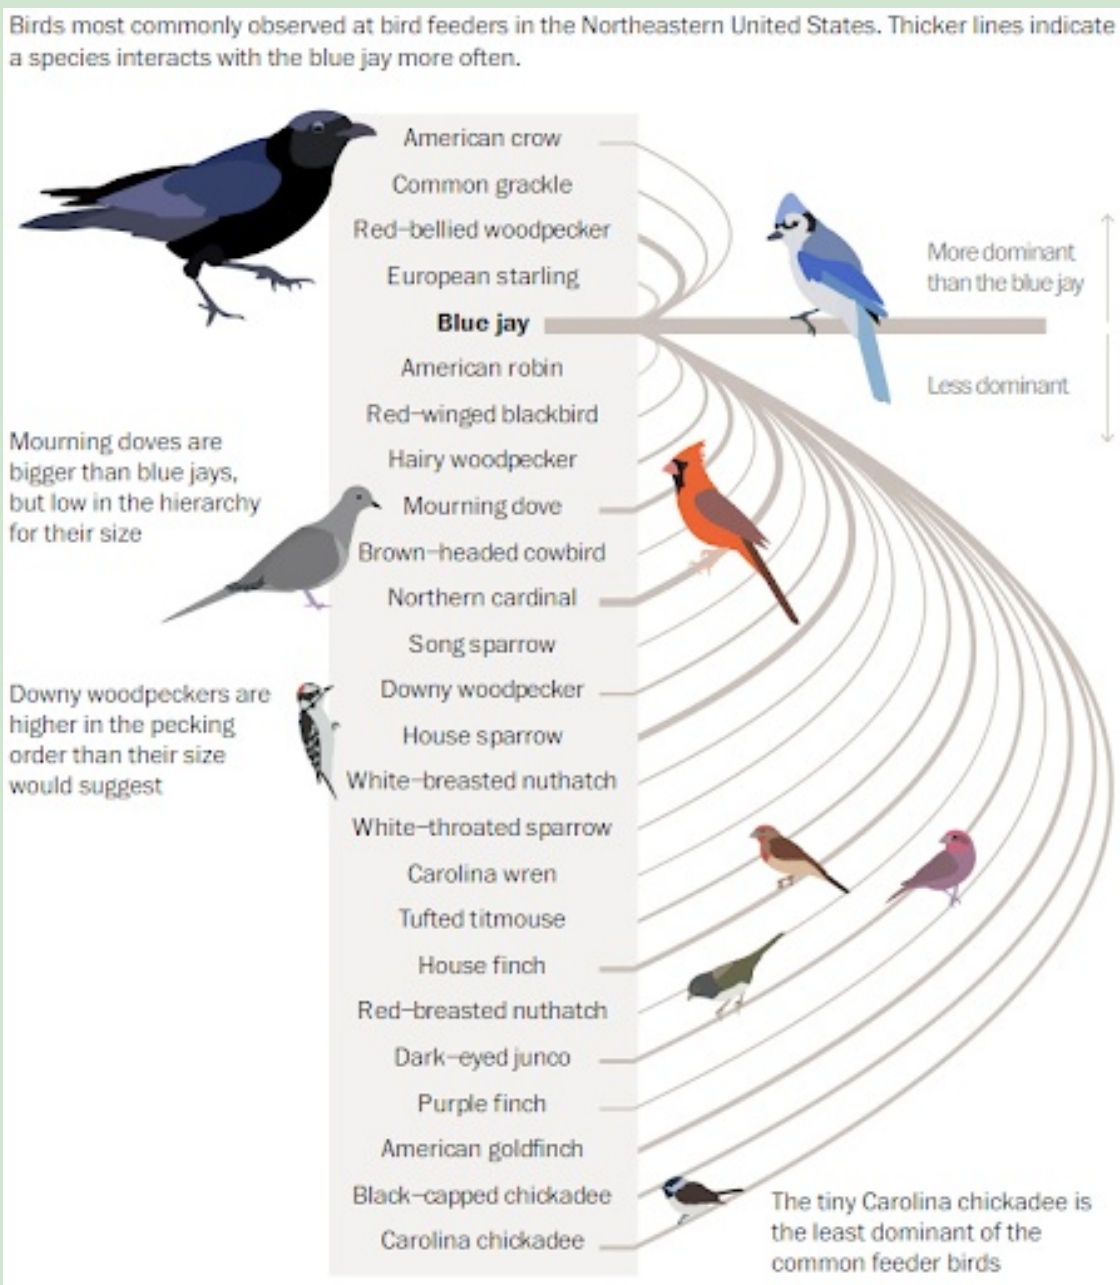 Birds most commonly observed at bird feeders in the Northeastern United States. Thicker lines indicate
a species interacts with the blue jay more often.
American crow
Common grackle
Red-bellied woodpecker
European starling
Blue jay
More dominant
than the blue jay
Less dominant
American robin
Red-winged blackbird
Hairy woodpecker
Mourning doves are
bigger than blue jays,
but low in the hierarchy
for their size
Mourning dove
Brown-headed cowbird
Northern cardinal
Song sparrow
Downy woodpecker
Downy woodpeckers are
higher in the pecking
order than their size
would suggest
House sparrow
White-breasted nuthatch
White-throated sparrow
Carolina wren
Tufted titmouse
House finch
Red-breasted nuthatch
Dark-eyed junco
Purple finch
American goldfinch
Black-capped chickadee
Carolina chickadee
The tiny Carolina chickadee is
the least dominant of the
common feeder birds